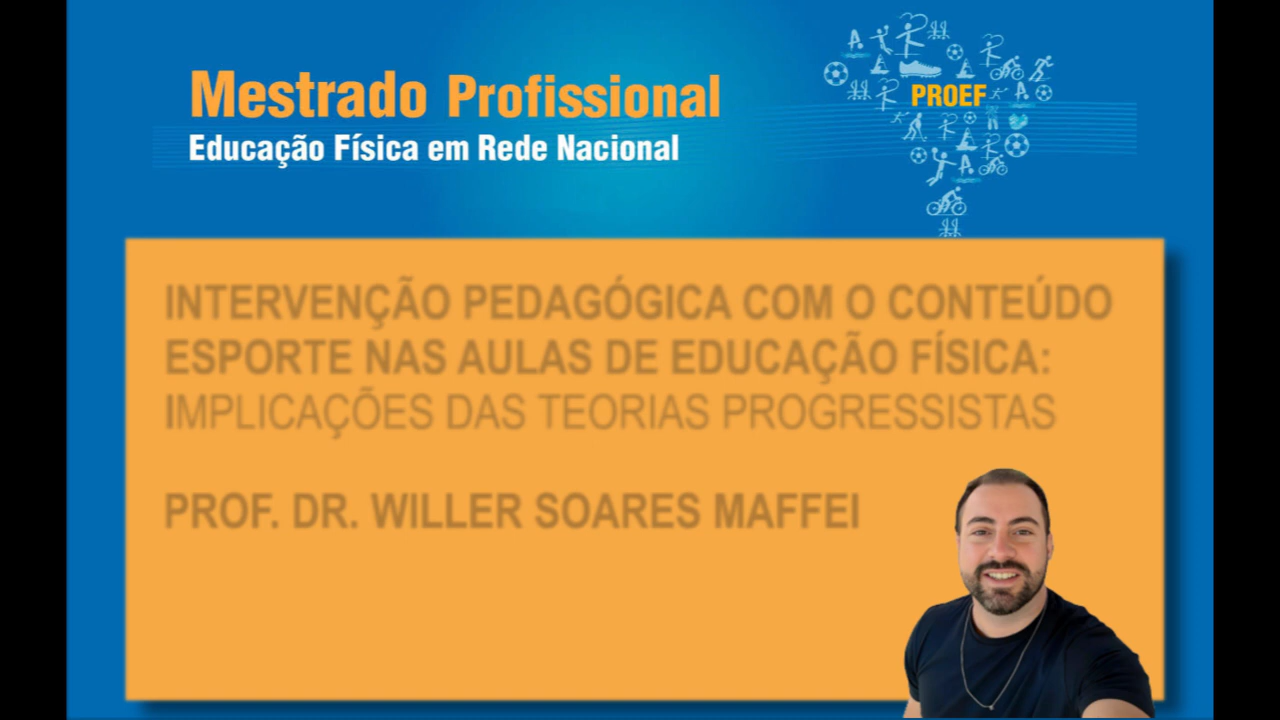 Mestrado Profissional
Educação Física em Rede Nacional
PROEF
INTERVENÇÃO PEDAGÓGICA COM O CONTEÚDO
ESPORTE NAS AULAS DE EDUCAÇÃO FÍSICA:
IMPLICAÇÕES DAS TEORIAS PROGRESSISTAS
PROF. DR. WILLER SOARES MAFFEI